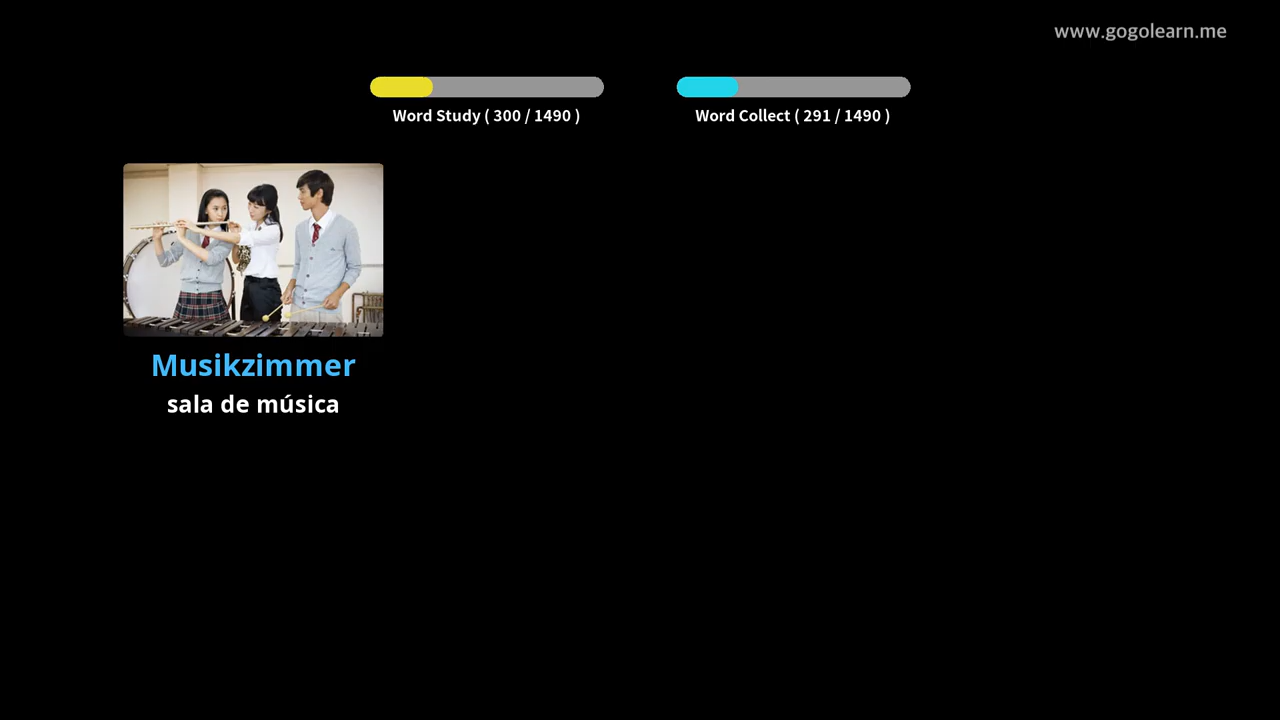 www.gogolearn.me
Word Study ( 300 / 1490 )
Word Collect ( 291 / 1490 )
Musikzimmer
sala de música